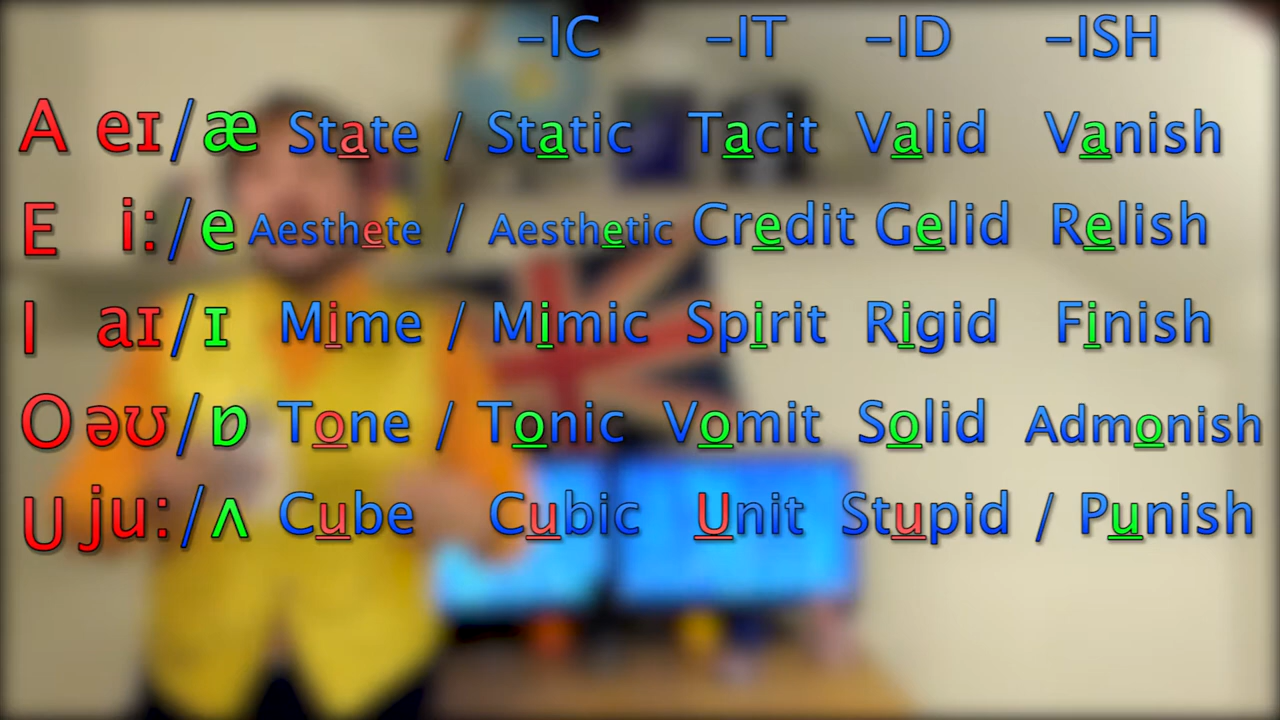 -IC -IT -ID -ISH
A eɪ/æ State / Static Tacit Valid Vanish
E i:/e Aesthete / Aesthetic Credit Gelid Relish
I aɪ/ɪ Mime / Mimic Spirit Rigid Finish
O əʊ/ɒ Tone / Tonic Vomit Solid Admonish
U ju:/ʌ Cube Cubic Unit Stupid / Punish